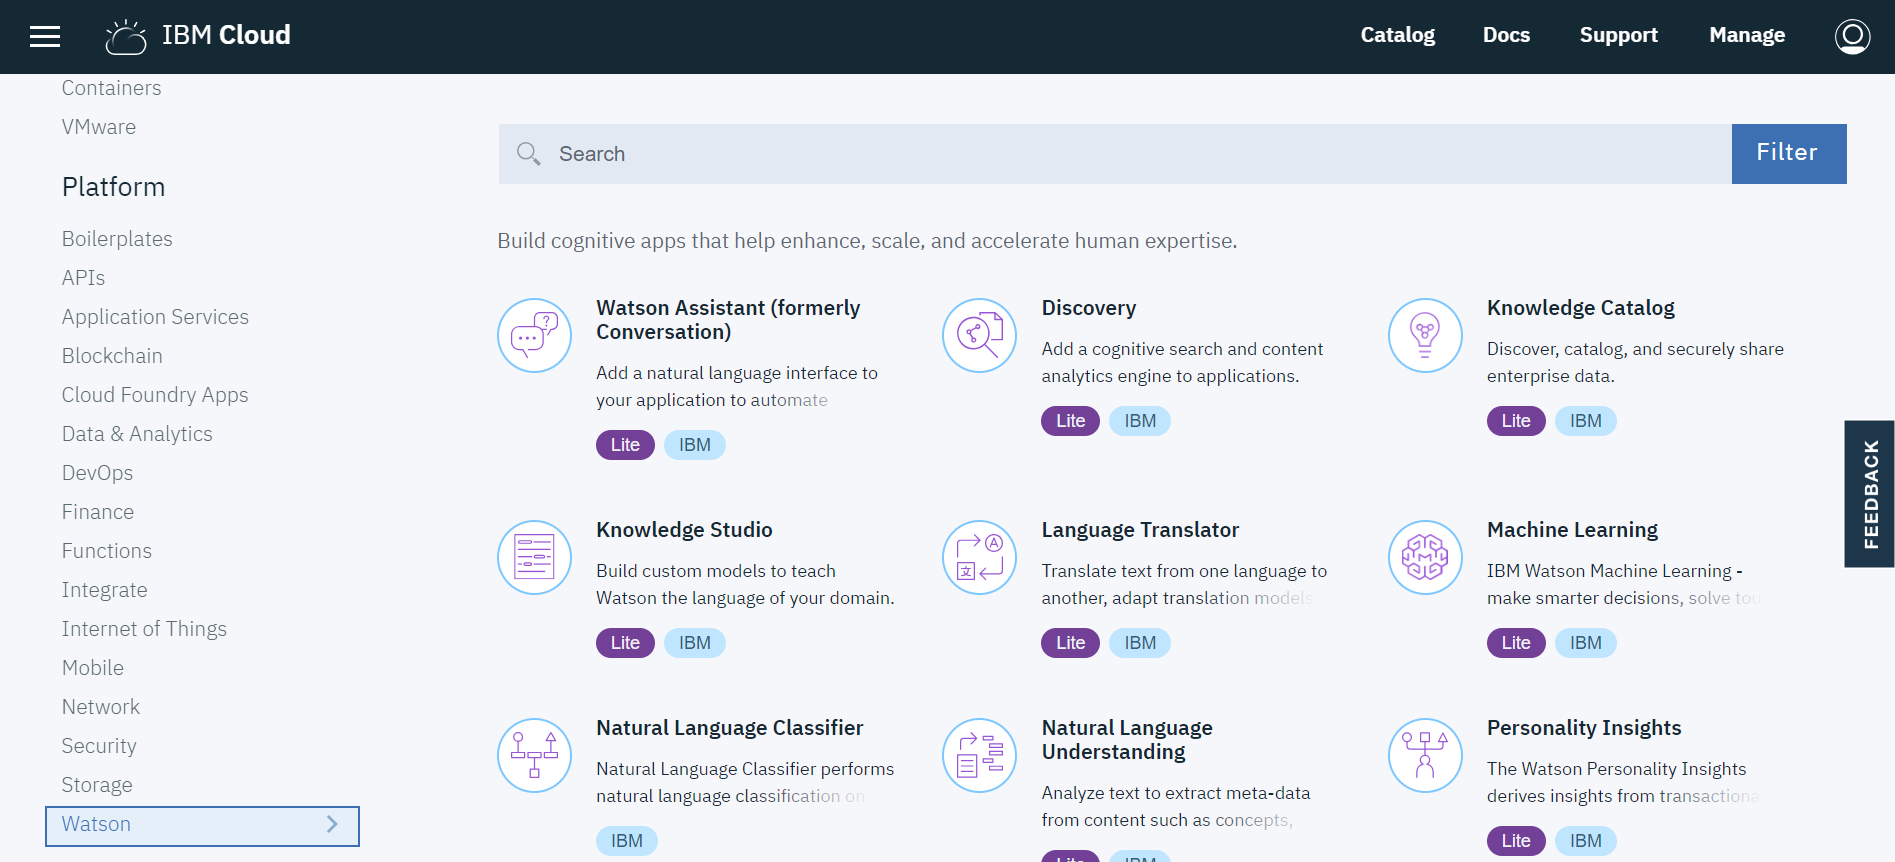 IBM Cloud
Catalog
Docs
Support
Manage
Containers
VMware
Platform
Boilerplates
APIs
Application Services
Blockchain
Cloud Foundry Apps
Data & Analytics
DevOps
Finance
Functions
Integrate
Internet of Things
Mobile
Network
Security
Storage
Watson
Search
Filter
Build cognitive apps that help enhance, scale, and accelerate human expertise.
Watson Assistant (formerly
Conversation)
Add a natural language interface to
your application to automate
Lite
IBM
Discovery
Add a cognitive search and content
analytics engine to applications.
Lite
IBM
Knowledge Catalog
Discover, catalog, and securely share
enterprise data.
Lite
IBM
Knowledge Studio
Build custom models to teach
Watson the language of your domain.
Lite
IBM
Language Translator
Translate text from one language to
another, adapt translation models
Lite
IBM
Machine Learning
IBM Watson Machine Learning -
make smarter decisions, solve tou
Lite
IBM
Natural Language Classifier
Natural Language Classifier performs
natural language classification on
IBM
Natural Language
Understanding
Analyze text to extract meta-data
from content such as concepts,
Lite
IBM
Personality Insights
The Watson Personality Insights
derives insights from transactiona
Lite
IBM
FEEDBACK